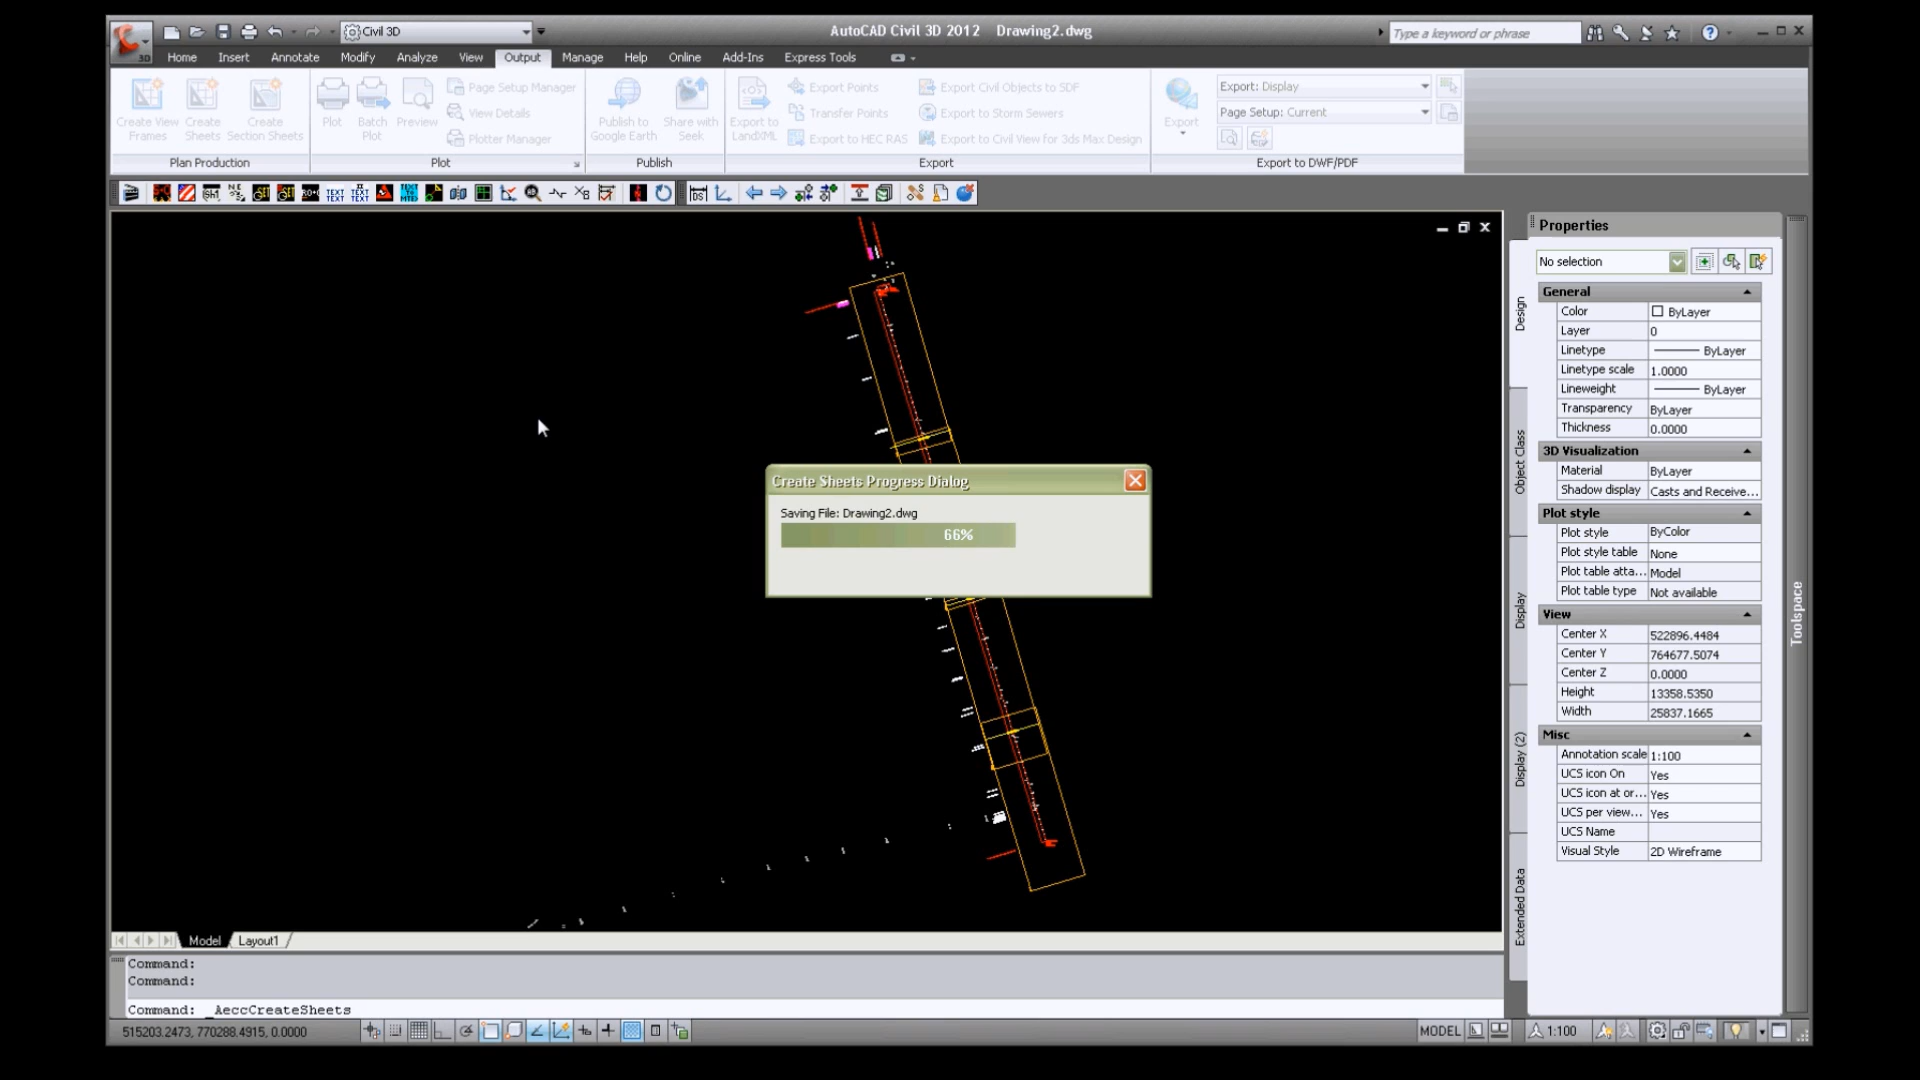 Civil 3D
AutoCAD Civil 3D 2012 Drawing2.dwg
Type a keyword or phrase
3D
Home Insert Annotate Modify Analyze View Output Manage Help Online Add-Ins Express Tools
Create View Frames
Create Sheets
Create Section Sheets
Plan Production
Plot
Batch Plot
Preview
Page Setup Manager
View Details
Plotter Manager
Plot
Publish to Google Earth
Share with Seek
Publish
Export to LandXML
Export Points
Transfer Points
Export to HEC RAS
Export Civil Objects to SDF
Export to Storm Sewers
Export to Civil View for 3ds Max Design
Export
Export
Export: Display
Page Setup: Current
Export to DWF/PDF
Create Sheets Progress Dialog
Saving File: Drawing2.dwg
66%
Properties
No selection
General
Color ByLayer
Layer 0
Linetype ByLayer
Linetype scale 1.0000
Lineweight ByLayer
Transparency ByLayer
Thickness 0.0000
3D Visualization
Material ByLayer
Shadow display Casts and Receive...
Plot style
Plot style ByColor
Plot style table None
Plot table atta... Model
Plot table type Not available
View
Center X 522896.4484
Center Y 764677.5074
Center Z 0.0000
Height 13358.5350
Width 25837.1665
Misc
Annotation scale 1:100
UCS icon On Yes
UCS icon at or... Yes
UCS per view... Yes
UCS Name
Visual Style 2D Wireframe
Design
Object Class
Display
Display (2)
Extended Data
Toolspace
Model Layout1
Command:
Command:
Command: _AeccCreateSheets
515203.2473, 770288.4915, 0.0000
MODEL
1:100